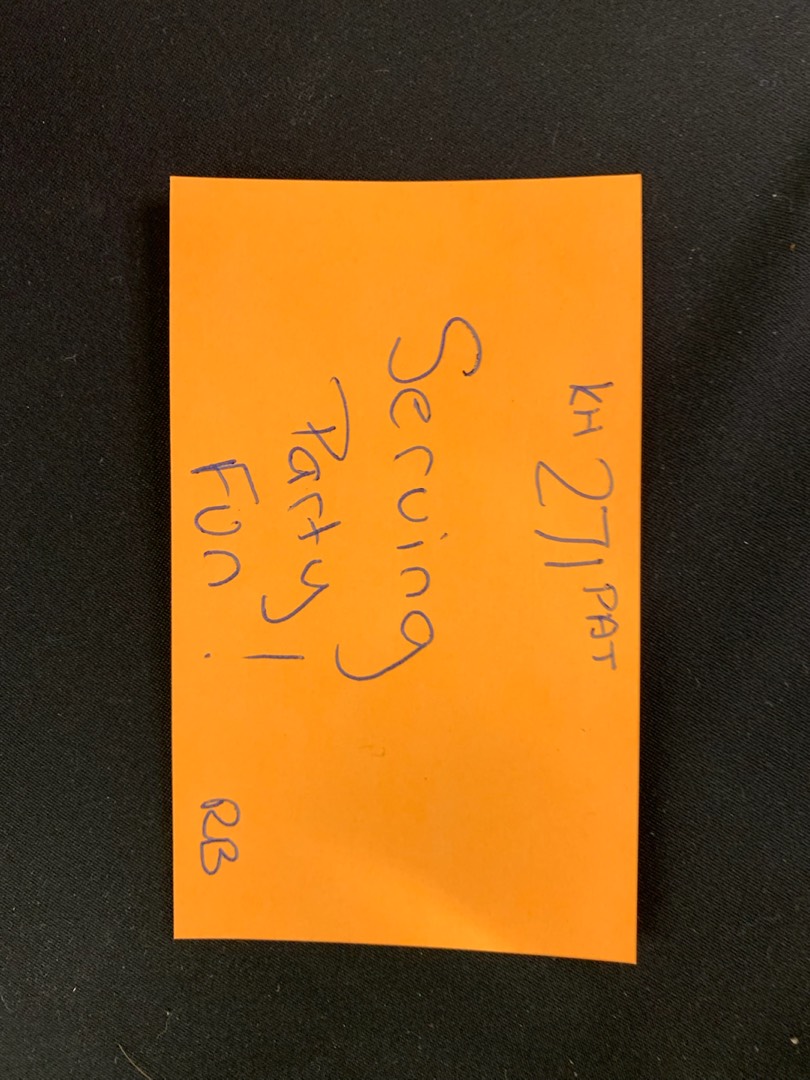 KH 271 PAT
Serving
Party!
Fun!
RB